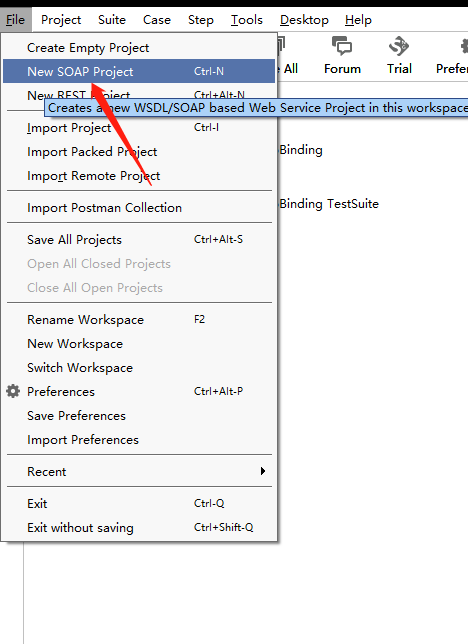 File Project Suite Case Step Tools Desktop Help
Create Empty Project
New SOAP Project Ctrl-N
All Forum Trial Prefe
New REST Project Ctrl+Alt-N
Creates a new WSDL/SOAP based Web Service Project in this workspace
Import Project Ctrl-I
Import Packed Project
Binding
Import Remote Project
Import Postman Collection
Binding TestSuite
Save All Projects Ctrl+Alt-S
Open All Closed Projects
Close All Open Projects
Rename Workspace F2
New Workspace
Switch Workspace
Preferences Ctrl+Alt-P
Save Preferences
Import Preferences
Recent
Exit Ctrl-Q
Exit without saving Ctrl+Shift-Q